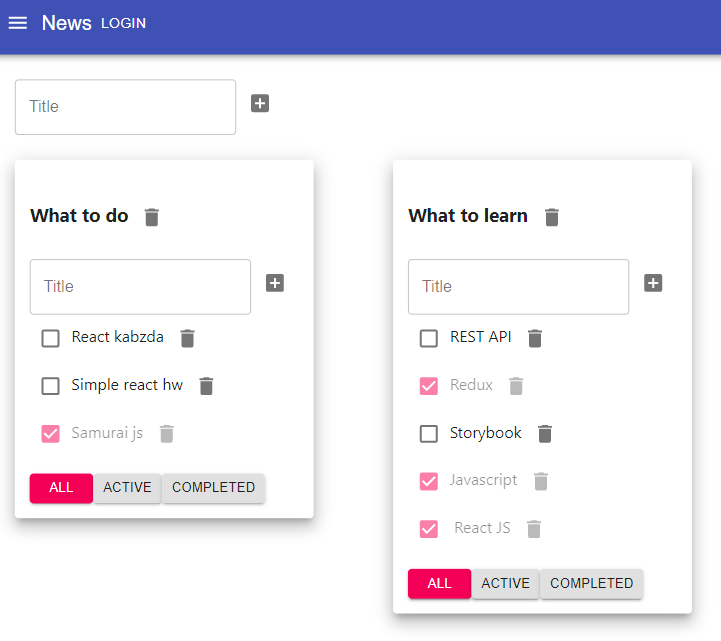 News LOGIN
Title
What to do
Title
React kabzda
Simple react hw
Samurai js
ALL ACTIVE COMPLETED
What to learn
Title
REST API
Redux
Storybook
Javascript
React JS
ALL ACTIVE COMPLETED